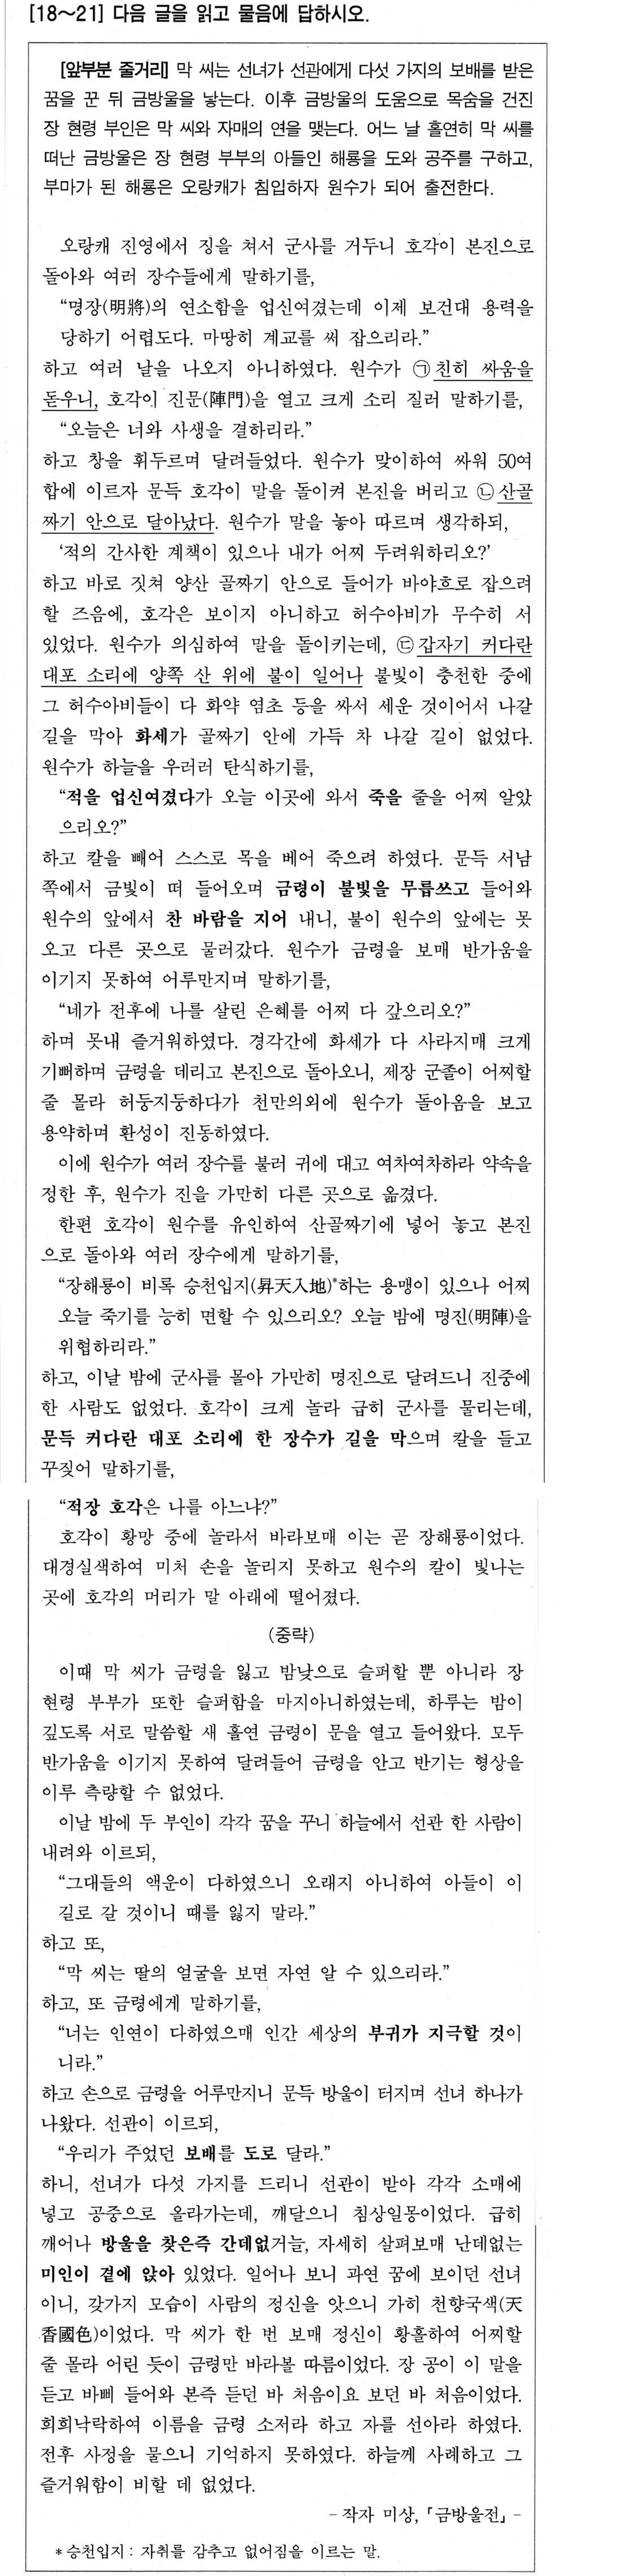 [18～21] 다음 글을 읽고 물음에 답하시오.
[앞부분 줄거리] 막 씨는 선녀가 선관에게 다섯 가지의 보배를 받은
꿈을 꾼 뒤 금방울을 낳는다. 이후 금방울의 도움으로 목숨을 건진
장 현령 부인은 막 씨와 자매의 연을 맺는다. 어느 날 홀연히 막 씨를
떠난 금방울은 장 현령 부부의 아들인 해룡을 도와 공주를 구하고,
부마가 된 해룡은 오랑캐가 침입하자 원수가 되어 출전한다.
오랑캐 진영에서 징을 쳐서 군사를 거두니 호각이 본진으로
돌아와 여러 장수들에게 말하기를,
“명장(明將)의 연소함을 업신여겼는데 이제 보건대 용력을
당하기 어렵도다. 마땅히 계교를 써 잡으리라.”
하고 여러 날을 나오지 아니하였다. 원수가 ㉠친히 싸움을
돋우니, 호각이 진문(陣門)을 열고 크게 소리 질러 말하기를,
“오늘은 너와 사생을 결하리라.”
하고 창을 휘두르며 달려들었다. 원수가 맞이하여 싸워 50여
합에 이르자 문득 호각이 말을 돌이켜 본진을 버리고 ㉡산골
짜기 안으로 달아났다. 원수가 말을 놓아 따르며 생각하되,
‘적의 간사한 계책이 있으나 내가 어찌 두려워하리오?’
하고 바로 짓쳐 양산 골짜기 안으로 들어가 바야흐로 잡으려
할 즈음에, 호각은 보이지 아니하고 허수아비가 무수히 서
있었다. 원수가 의심하여 말을 돌이키는데, ㉢갑자기 커다란
대포 소리에 양쪽 산 위에 불이 일어나 불빛이 충천한 중에
그 허수아비들이 다 화약 염초 등을 싸서 세운 것이어서 나갈
길을 막아 화세가 골짜기 안에 가득 차 나갈 길이 없었다.
원수가 하늘을 우러러 탄식하기를,
“적을 업신여겼다가 오늘 이곳에 와서 죽을 줄을 어찌 알았
으리오?”
하고 칼을 빼어 스스로 목을 베어 죽으려 하였다. 문득 서남
쪽에서 금빛이 떠 들어오며 금령이 불빛을 무릅쓰고 들어와
원수의 앞에서 찬 바람을 지어 내니, 불이 원수의 앞에는 못
오고 다른 곳으로 물러갔다. 원수가 금령을 보매 반가움을
이기지 못하여 어루만지며 말하기를,
“네가 전후에 나를 살린 은혜를 어찌 다 갚으리오?”
하며 못내 즐거워하였다. 경각간에 화세가 다 사라지매 크게
기뻐하며 금령을 데리고 본진으로 돌아오니, 제장 군졸이 어찌할
줄 몰라 허둥지둥하다가 천만의외에 원수가 돌아옴을 보고
용약하며 환성이 진동하였다.
이에 원수가 여러 장수를 불러 귀에 대고 여차여차하라 약속을
정한 후, 원수가 진을 가만히 다른 곳으로 옮겼다.
한편 호각이 원수를 유인하여 산골짜기에 넣어 놓고 본진
으로 돌아와 여러 장수에게 말하기를,
“장해룡이 비록 승천입지(昇天入地)*하는 용맹이 있으나 어찌
오늘 죽기를 능히 면할 수 있으리오? 오늘 밤에 명진(明陣)을
위협하리라.”
하고, 이날 밤에 군사를 몰아 가만히 명진으로 달려드니 진중에
한 사람도 없었다. 호각이 크게 놀라 급히 군사를 물리는데,
문득 커다란 대포 소리에 한 장수가 길을 막으며 칼을 들고
꾸짖어 말하기를,
“적장 호각은 나를 아느냐?”
호각이 황망 중에 놀라서 바라보매 이는 곧 장해룡이었다.
대경실색하여 미처 손을 놀리지 못하고 원수의 칼이 빛나는
곳에 호각의 머리가 말 아래에 떨어졌다.
(중략)
이때 막 씨가 금령을 잃고 밤낮으로 슬퍼할 뿐 아니라 장
현령 부부가 또한 슬퍼함을 마지아니하였는데, 하루는 밤이
깊도록 서로 말씀할 새 홀연 금령이 문을 열고 들어왔다. 모두
반가움을 이기지 못하여 달려들어 금령을 안고 반기는 형상을
이루 측량할 수 없었다.
이날 밤에 두 부인이 각각 꿈을 꾸니 하늘에서 선관 한 사람이
내려와 이르되,
“그대들의 액운이 다하였으니 오래지 아니하여 아들이 이
길로 갈 것이니 때를 잃지 말라.”
하고 또,
“막 씨는 딸의 얼굴을 보면 자연 알 수 있으리라.”
하고, 또 금령에게 말하기를,
“너는 인연이 다하였으매 인간 세상의 부귀가 지극할 것이
니라.”
하고 손으로 금령을 어루만지니 문득 방울이 터지며 선녀 하나가
나왔다. 선관이 이르되,
“우리가 주었던 보배를 도로 달라.”
하니, 선녀가 다섯 가지를 드리니 선관이 받아 각각 소매에
넣고 공중으로 올라가는데, 깨달으니 침상일몽이었다. 급히
깨어나 방울을 찾은즉 간데없거늘, 자세히 살펴보매 난데없는
미인이 곁에 앉아 있었다. 일어나 보니 과연 꿈에 보이던 선녀
이니, 갖가지 모습이 사람의 정신을 앗으니 가히 천향국색(天
香國色)이었다. 막 씨가 한 번 보매 정신이 황홀하여 어찌할
줄 몰라 어린 듯이 금령만 바라볼 따름이었다. 장 공이 이 말을
듣고 바삐 들어와 본즉 듣던 바 처음이요 보던 바 처음이었다.
희희낙락하여 이름을 금령 소저라 하고 자를 선아라 하였다.
전후 사정을 물으니 기억하지 못하였다. 하늘께 사례하고 그
즐거워함이 비할 데 없었다.
- 작자 미상, 「금방울전」 -
* 승천입지 : 자취를 감추고 없어짐을 이르는 말.